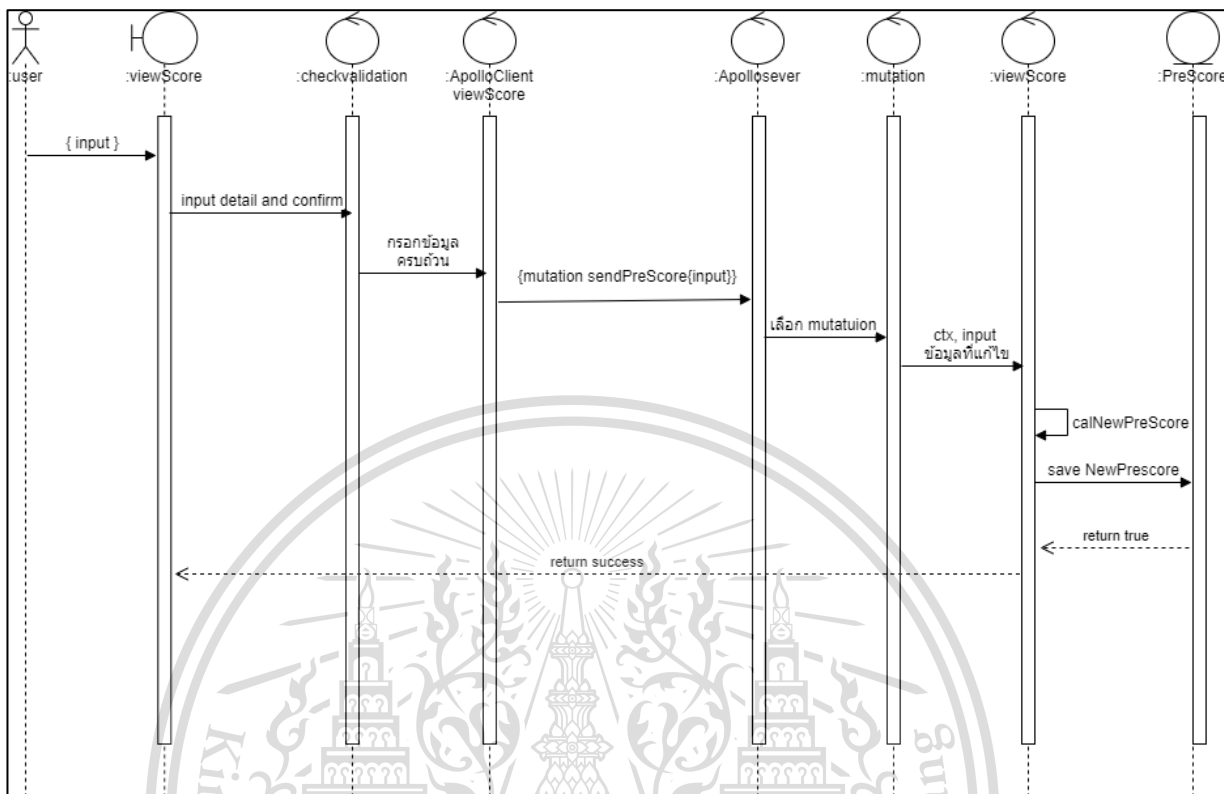 :user
:viewScore
:checkvalidation
:ApolloClient
viewScore
:Apollosever
:mutation
:viewScore
:PreScore
{ input }
input detail and confirm
กรอกข้อมูล
ครบถ้วน
{mutation sendPreScore{input}}
เลือก mutatuion
ctx, input
ข้อมูลที่แก้ไข
calNewPreScore
save NewPrescore
return true
return success